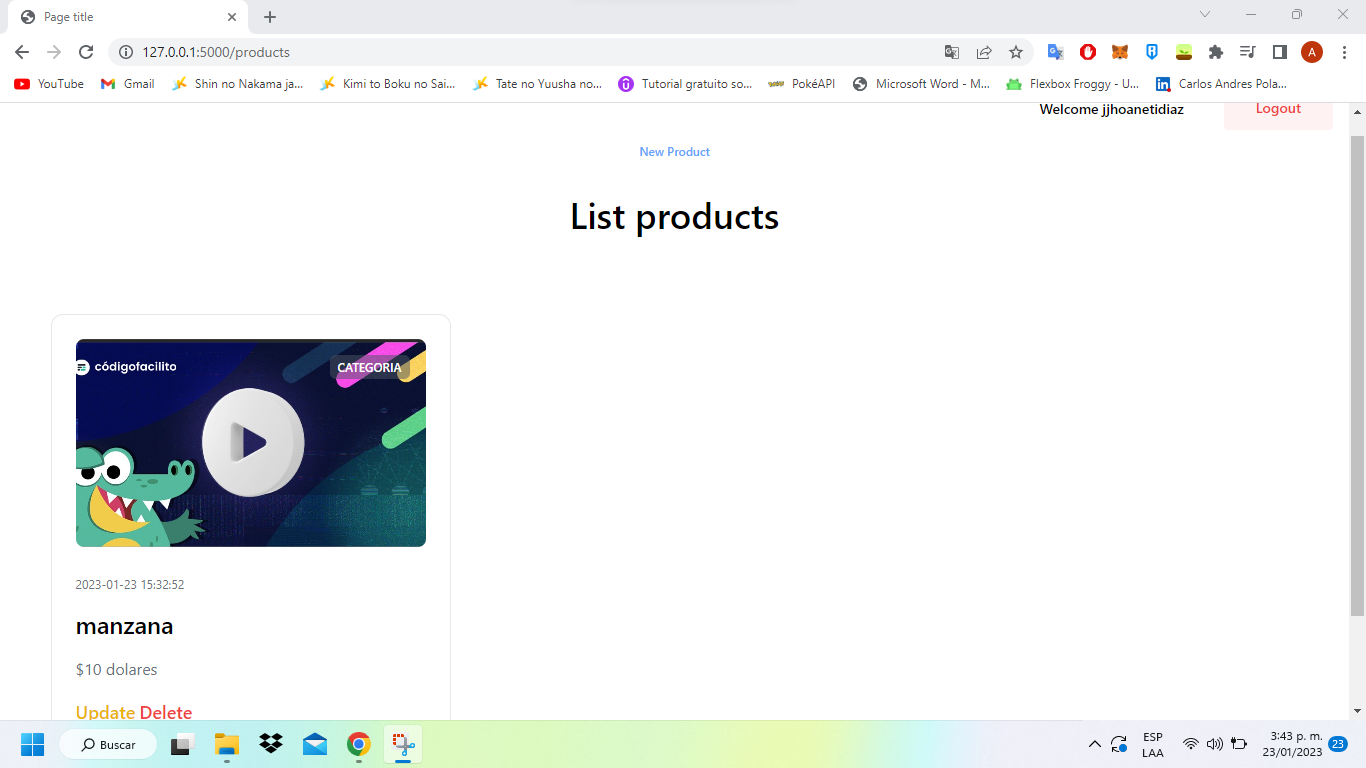 Page title
127.0.0.1:5000/products
YouTube
Gmail
Shin no Nakama ja...
Kimi to Boku no Sai...
Tate no Yuusha no...
Tutorial gratuito so...
PokéAPI
Microsoft Word - M...
Flexbox Froggy - U...
Carlos Andres Pola...
A
Welcome jjhoanetidiaz
Logout
New Product
List products
códigofacilito
CATEGORIA
2023-01-23 15:32:52
manzana
$10 dolares
Update Delete
Buscar
ESP
LAA
3:43 p. m.
23/01/2023
23